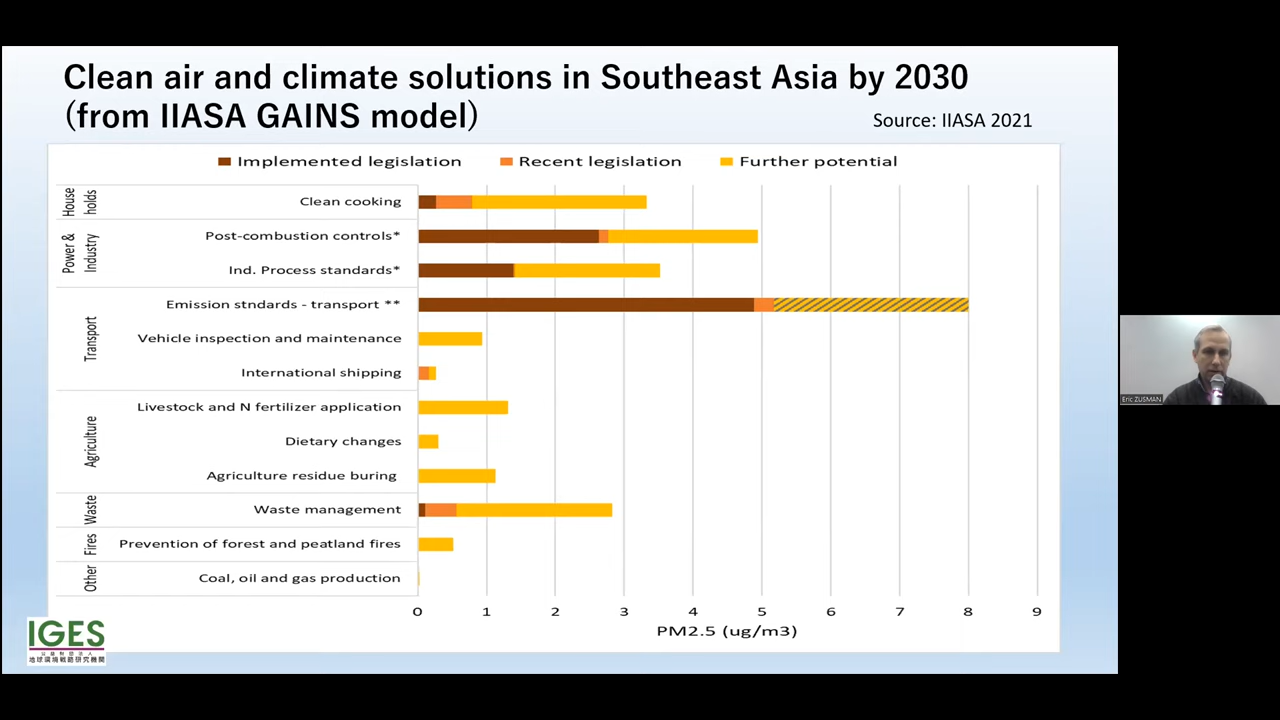 Clean air and climate solutions in Southeast Asia by 2030
(from IIASA GAINS model)
Source: IIASA 2021
Implemented legislation
Recent legislation
Further potential
House
holds
Clean cooking
Power &
Industry
Post-combustion controls*
Ind. Process standards*
Transport
Emission stndards - transport **
Vehicle inspection and maintenance
International shipping
Agriculture
Livestock and N fertilizer application
Dietary changes
Agriculture residue buring
Waste
Waste management
Fires
Prevention of forest and peatland fires
Other
Coal, oil and gas production
0 1 2 3 4 5 6 7 8 9
PM2.5 (ug/m3)
IGES
公益財団法人
地球環境戦略研究機関
Eric ZUSMAN